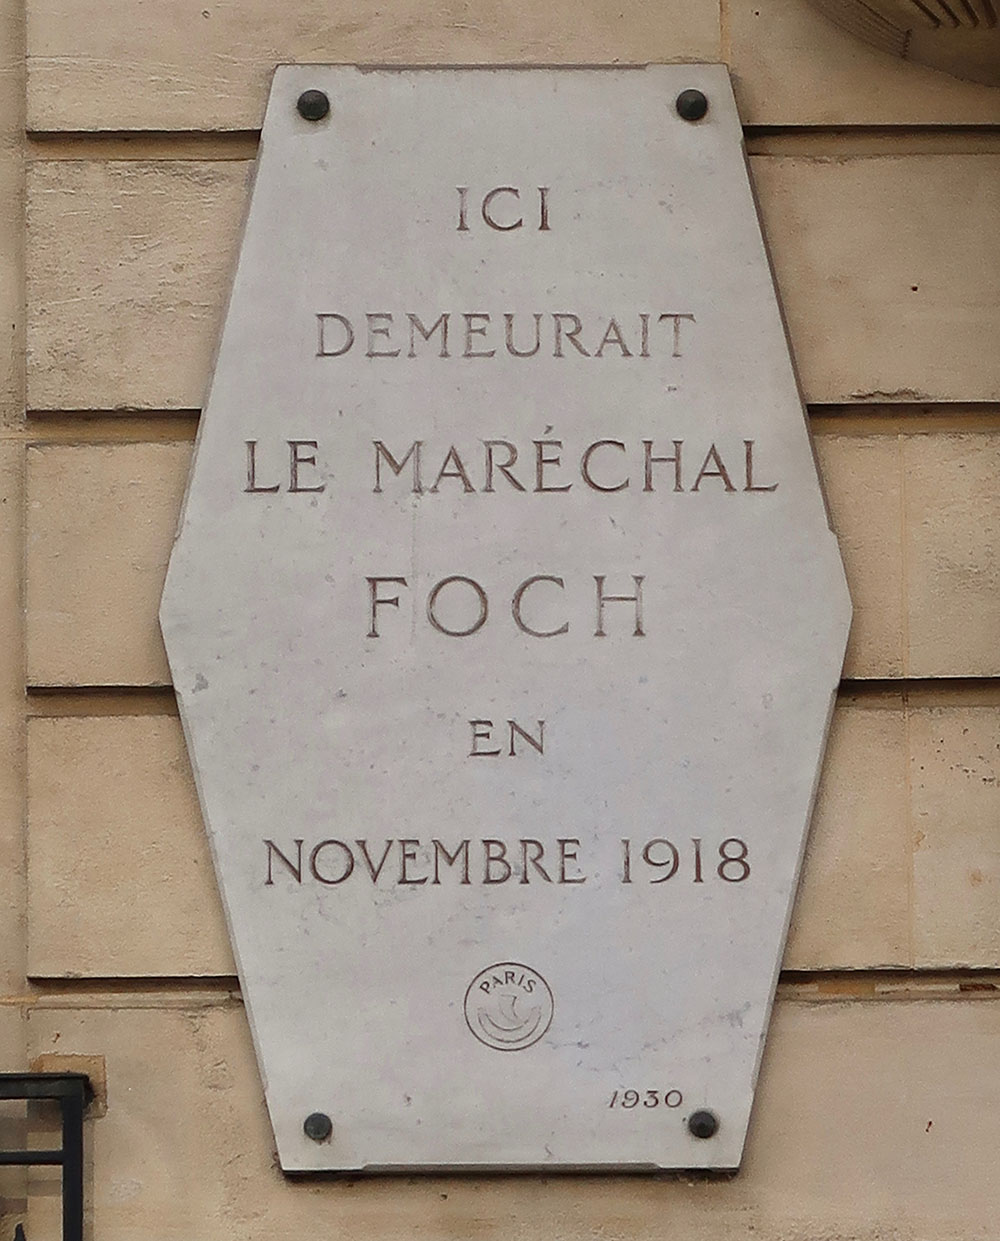 ICI
DEMEURAIT
LE MARÉCHAL
FOCH
EN
NOVEMBRE 1918
PARIS
1930